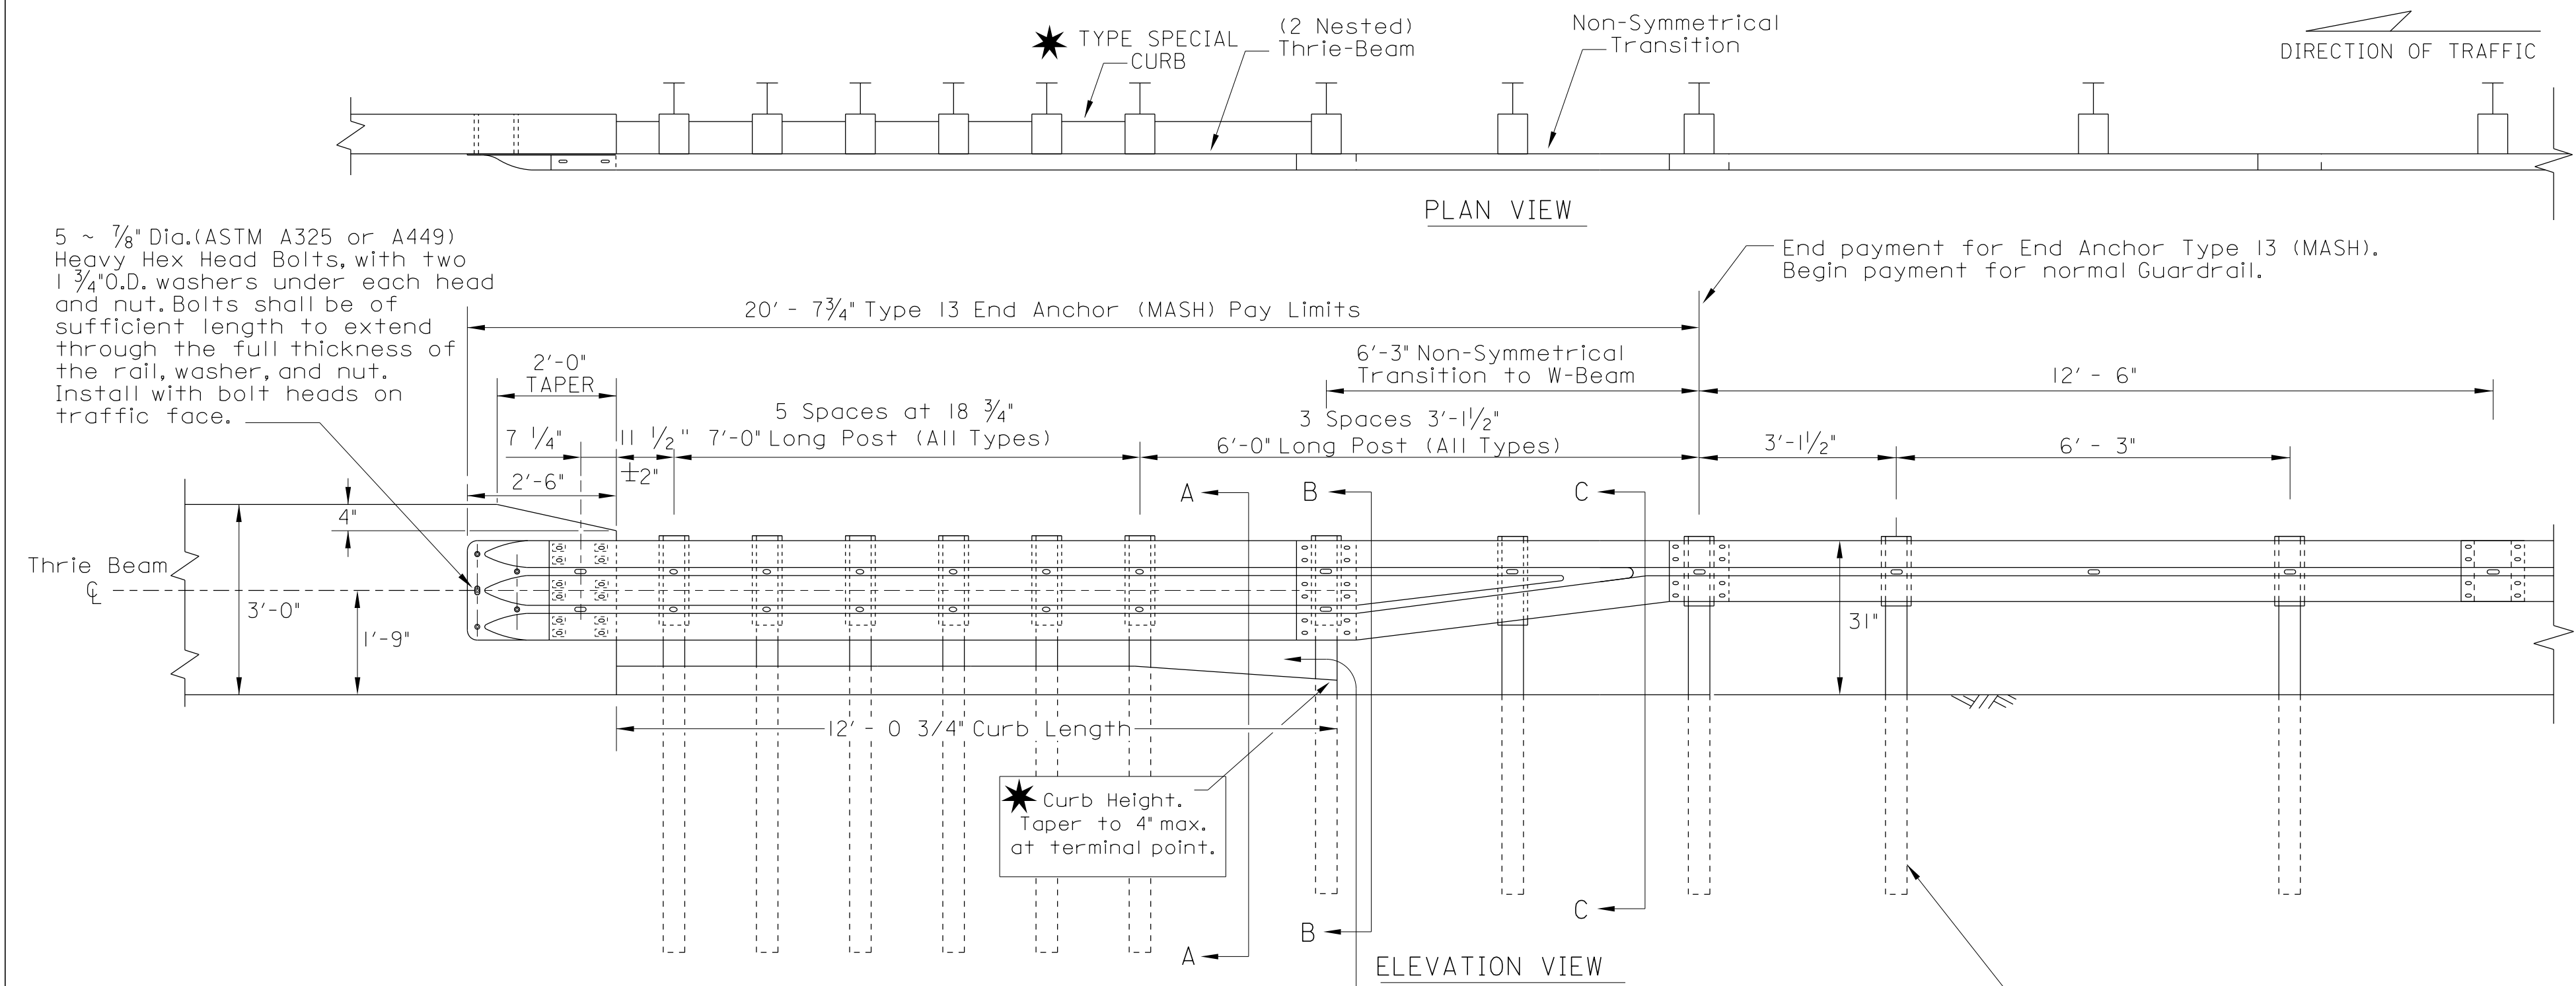 ★ TYPE SPECIAL
CURB
(2 Nested)
Thrie-Beam
Non-Symmetrical
Transition
DIRECTION OF TRAFFIC
PLAN VIEW
5 ~ 7/8" Dia.(ASTM A325 or A449)
Heavy Hex Head Bolts, with two
1 3/4"O.D. washers under each head
and nut. Bolts shall be of
sufficient length to extend
through the full thickness of
the rail, washer, and nut.
Install with bolt heads on
traffic face.
End payment for End Anchor Type 13 (MASH).
Begin payment for normal Guardrail.
20' - 7 3/4" Type 13 End Anchor (MASH) Pay Limits
2'-0"
TAPER
6'-3" Non-Symmetrical
Transition to W-Beam
12' - 6"
5 Spaces at 18 3/4"
7'-0" Long Post (All Types)
3 Spaces 3'-1 1/2"
6'-0" Long Post (All Types)
7 1/4"
11 1/2"
±2"
3'-1 1/2"
6' - 3"
2'-6"
4"
A
B
C
Thrie Beam
℄
3'-0"
1'-9"
31"
12' - 0 3/4" Curb Length
★ Curb Height.
Taper to 4" max.
at terminal point.
A
B
C
ELEVATION VIEW